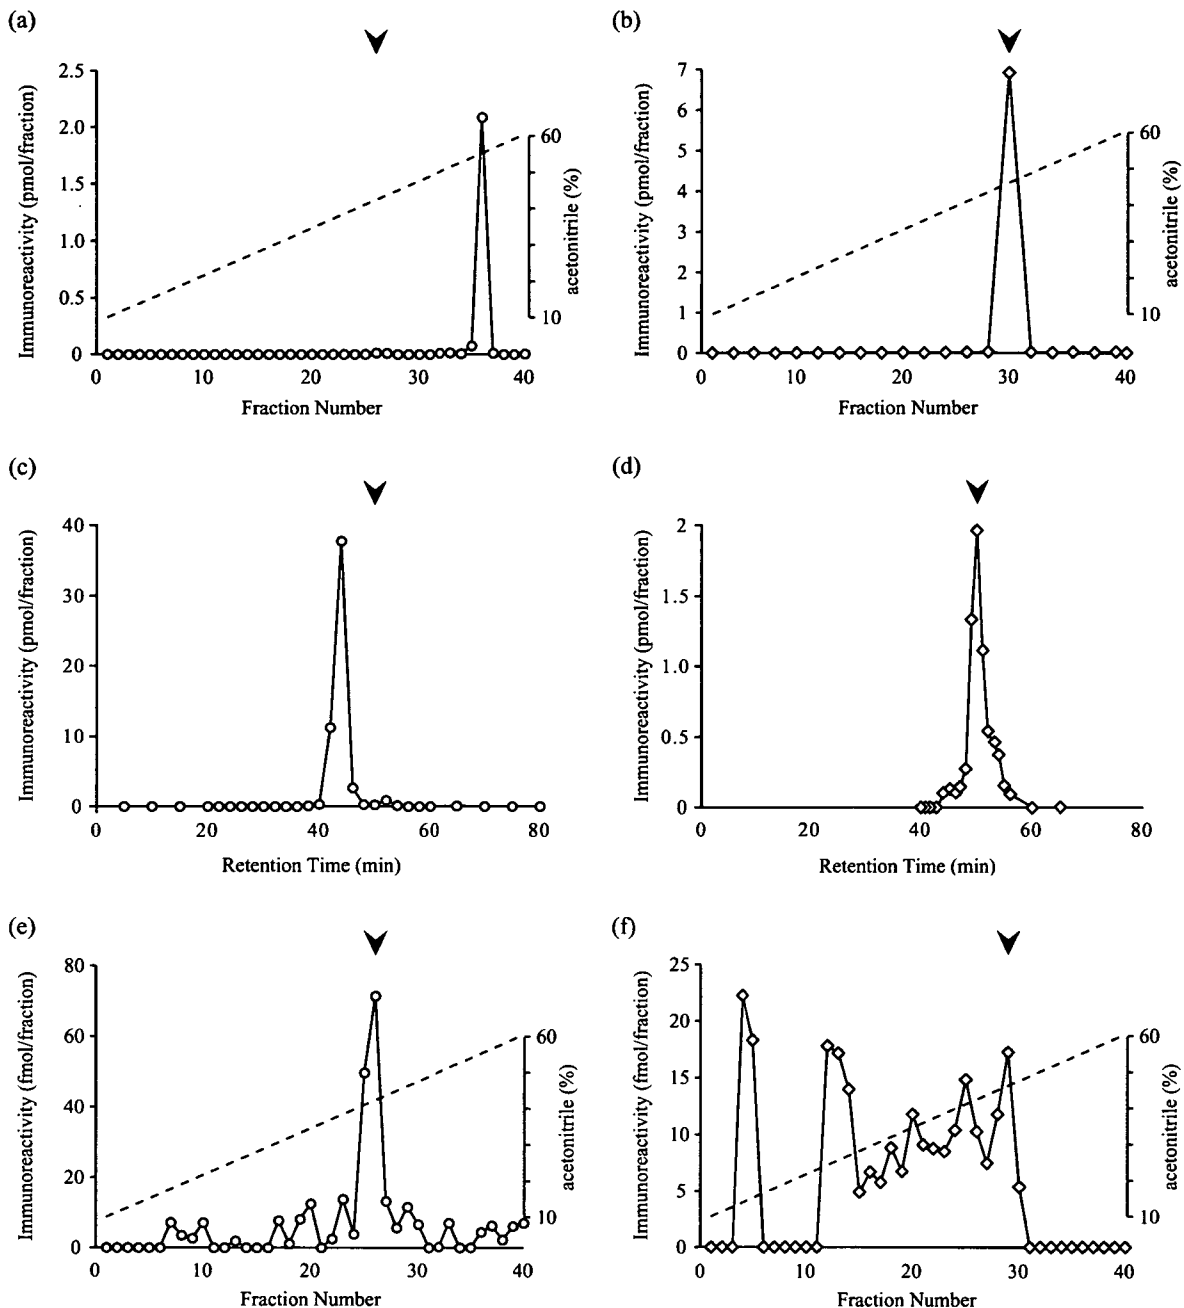 (a)
Immunoreactivity (pmol/fraction)
2.5
2.0
1.5
1.0
0.5
0
0 10 20 30 40
Fraction Number
60
10
acetonitrile (%)
(b)
Immunoreactivity (pmol/fraction)
7
6
5
4
3
2
1
0
0 10 20 30 40
Fraction Number
60
10
acetonitrile (%)
(c)
Immunoreactivity (pmol/fraction)
40
30
20
10
0
0 20 40 60 80
Retention Time (min)
(d)
Immunoreactivity (pmol/fraction)
2
1.5
1.0
0.5
0
0 20 40 60 80
Retention Time (min)
(e)
Immunoreactivity (fmol/fraction)
80
60
40
20
0
0 10 20 30 40
Fraction Number
60
10
acetonitrile (%)
(f)
Immunoreactivity (fmol/fraction)
25
20
15
10
5
0
0 10 20 30 40
Fraction Number
60
10
acetonitrile (%)